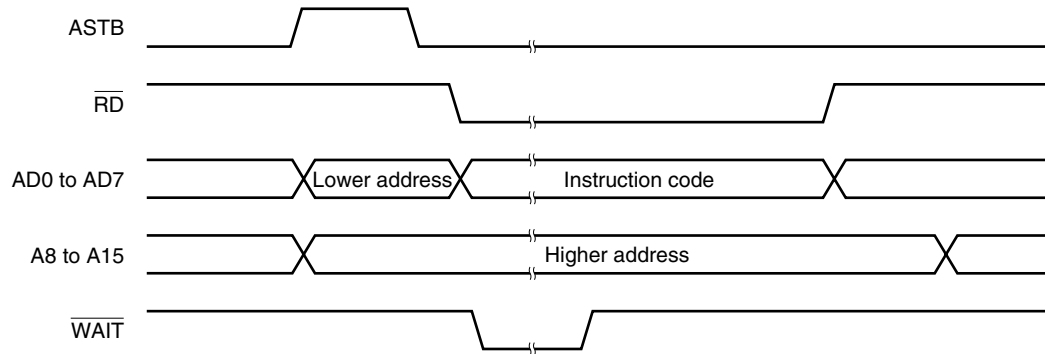 ASTB
RD
AD0 to AD7
Lower address
Instruction code
A8 to A15
Higher address
WAIT